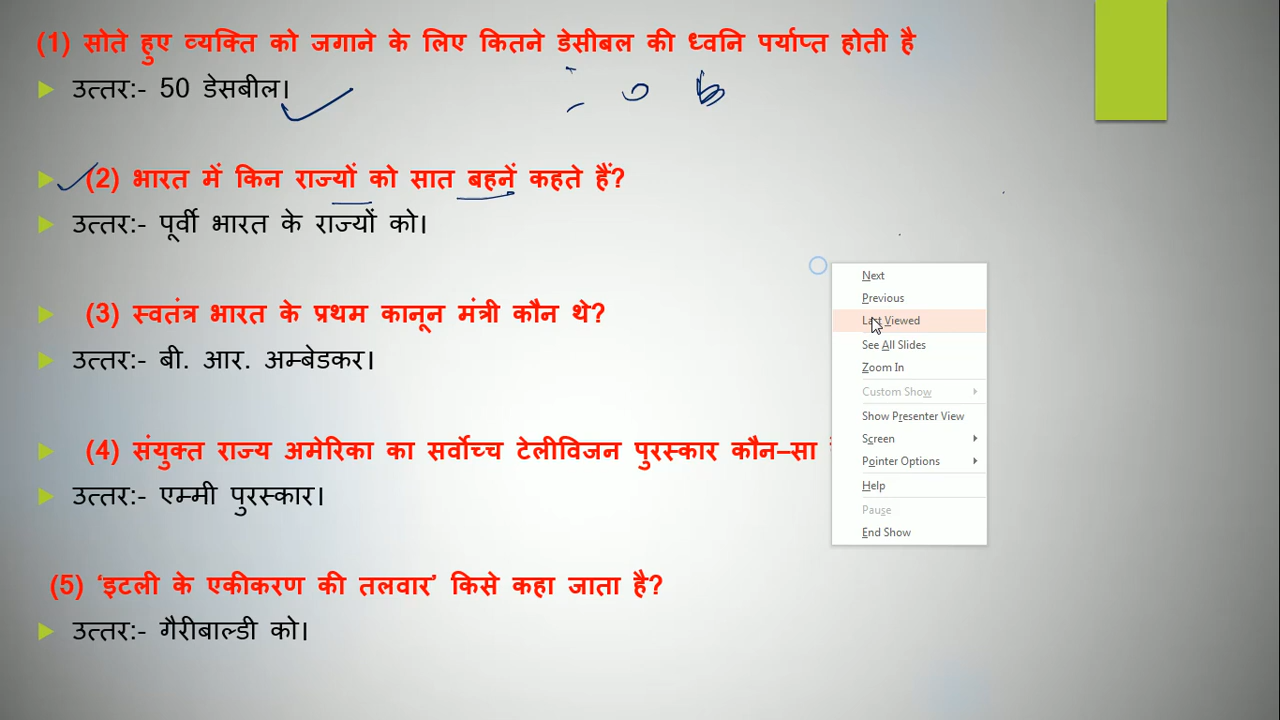 (1) सोते हुए व्यक्ति को जगाने के लिए कितने डेसीबल की ध्वनि पर्याप्त होती है
उत्तर:- 50 डेसबील।
(2) भारत में किन राज्यों को सात बहनें कहते हैं?
उत्तर:- पूर्वी भारत के राज्यों को।
(3) स्वतंत्र भारत के प्रथम कानून मंत्री कौन थे?
उत्तर:- बी. आर. अम्बेडकर।
(4) संयुक्त राज्य अमेरिका का सर्वोच्च टेलीविजन पुरस्कार कौन–सा
उत्तर:- एम्मी पुरस्कार।
(5) ‘इटली के एकीकरण की तलवार’ किसे कहा जाता है?
उत्तर:- गैरीबाल्डी को।
Next
Previous
Last Viewed
See All Slides
Zoom In
Custom Show
Show Presenter View
Screen
Pointer Options
Help
Pause
End Show